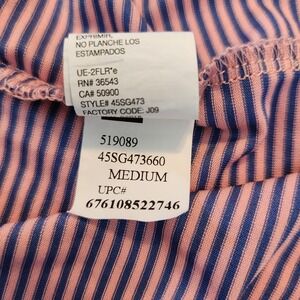 EXPRIMIR,
NO PLANCHE LOS
ESTAMPADOS
UE-2FLR*e
RN# 36543
CA# 50900
STYLE# 45SG473
FACTORY CODE: J09
519089
45SG473660
MEDIUM
UPC#
676108522746